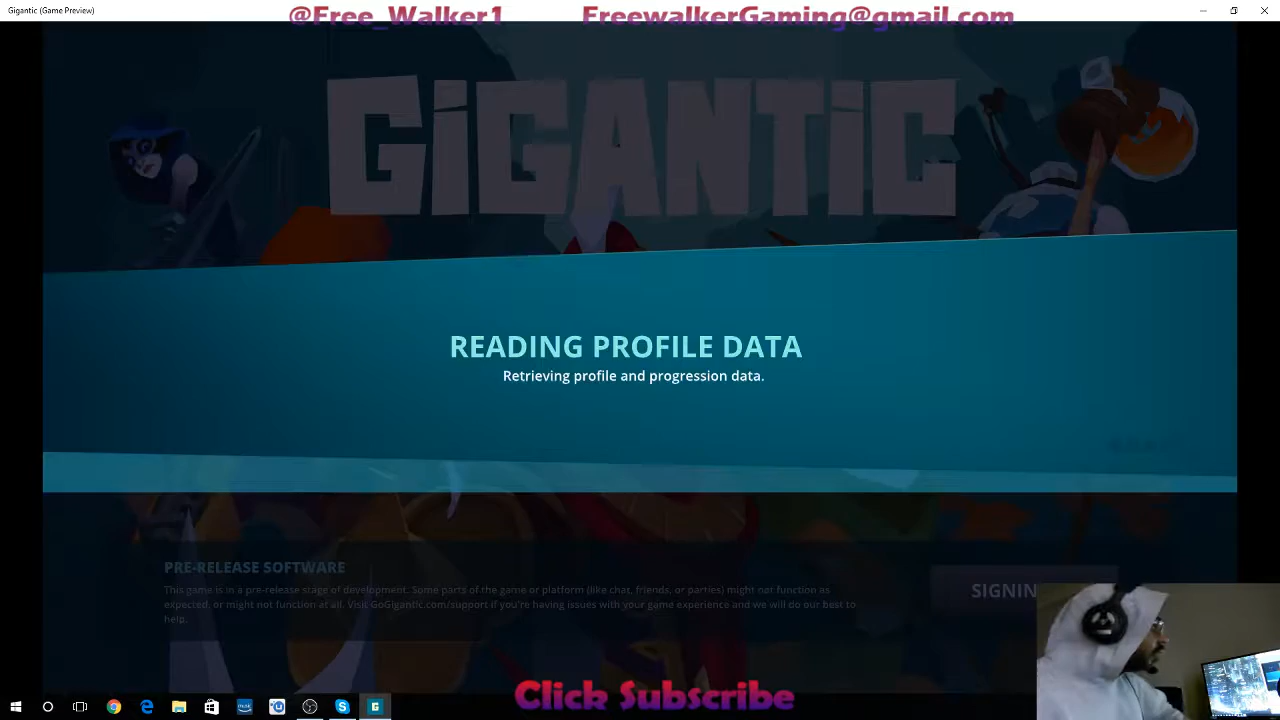 Gigantic (Game Preview)
@Free_Walker1 FreewalkerGaming@gmail.com
GiGANTiC
READING PROFILE DATA
Retrieving profile and progression data.
PRE-RELEASE SOFTWARE
This game is in a pre-release stage of development. Some parts of the game or platform (like chat, friends, or parties) might not function as
expected, or might not function at all. Visit GoGigantic.com/support if you're having issues with your game experience and we will do our best to
help.
SIGNIN
Click Subscribe